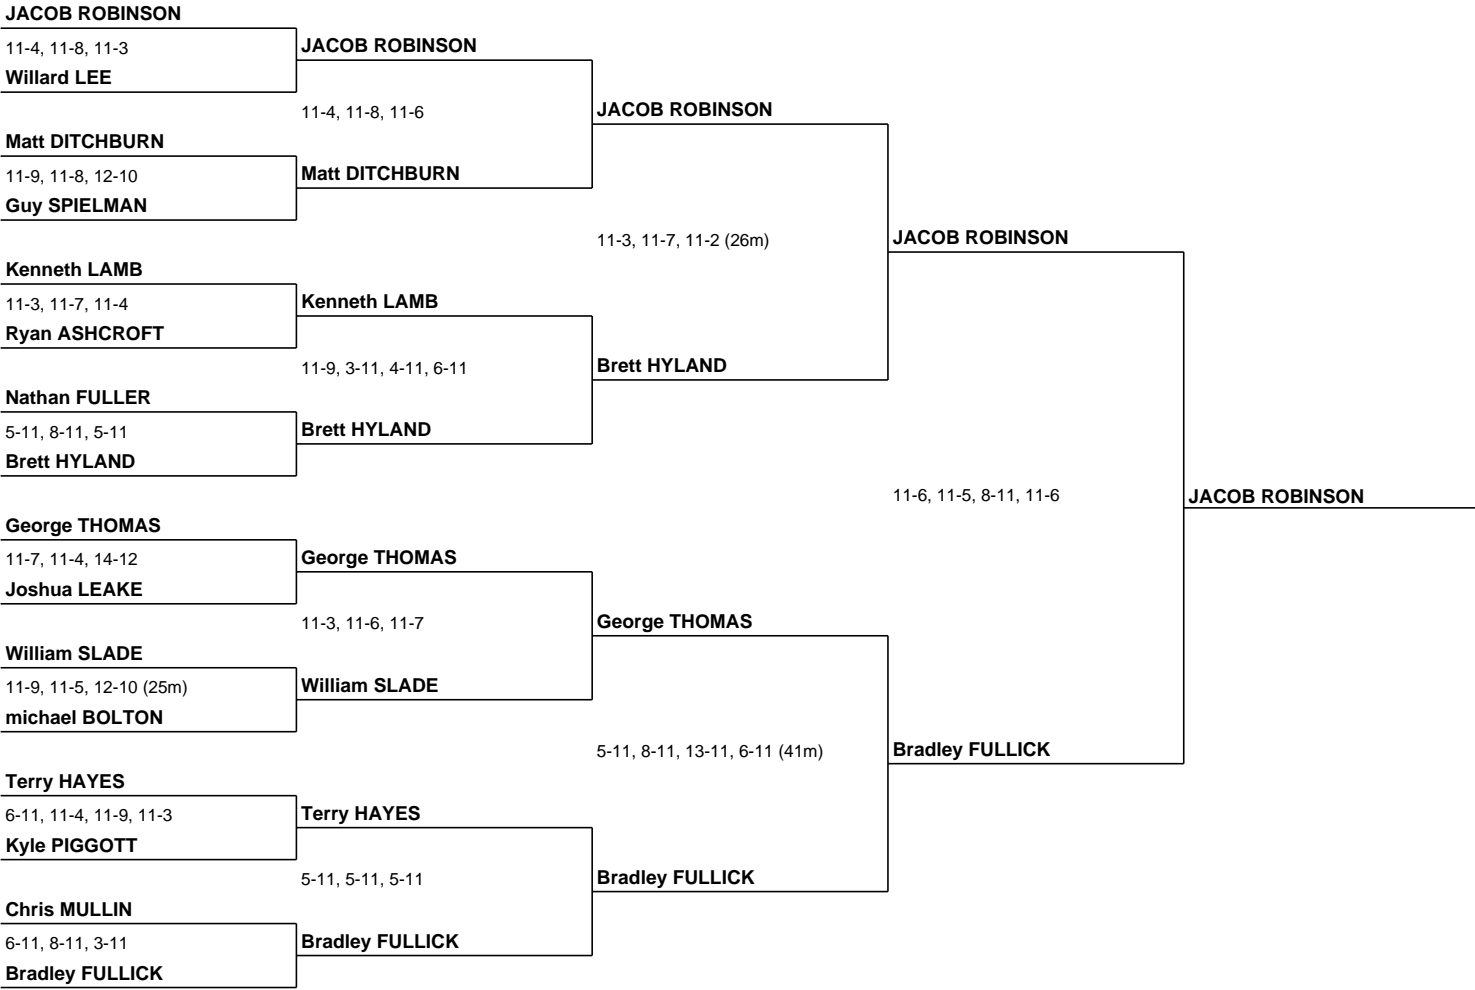 JACOB ROBINSON
11-4, 11-8, 11-3
Willard LEE
Matt DITCHBURN
11-9, 11-8, 12-10
Guy SPIELMAN
Kenneth LAMB
11-3, 11-7, 11-4
Ryan ASHCROFT
Nathan FULLER
5-11, 8-11, 5-11
Brett HYLAND
George THOMAS
11-7, 11-4, 14-12
Joshua LEAKE
William SLADE
11-9, 11-5, 12-10 (25m)
michael BOLTON
Terry HAYES
6-11, 11-4, 11-9, 11-3
Kyle PIGGOTT
Chris MULLIN
6-11, 8-11, 3-11
Bradley FULLICK
JACOB ROBINSON
11-4, 11-8, 11-6
Matt DITCHBURN
Kenneth LAMB
11-9, 3-11, 4-11, 6-11
Brett HYLAND
George THOMAS
11-3, 11-6, 11-7
William SLADE
Terry HAYES
5-11, 5-11, 5-11
Bradley FULLICK
JACOB ROBINSON
11-3, 11-7, 11-2 (26m)
Brett HYLAND
George THOMAS
5-11, 8-11, 13-11, 6-11 (41m)
Bradley FULLICK
JACOB ROBINSON
11-6, 11-5, 8-11, 11-6
Bradley FULLICK
JACOB ROBINSON